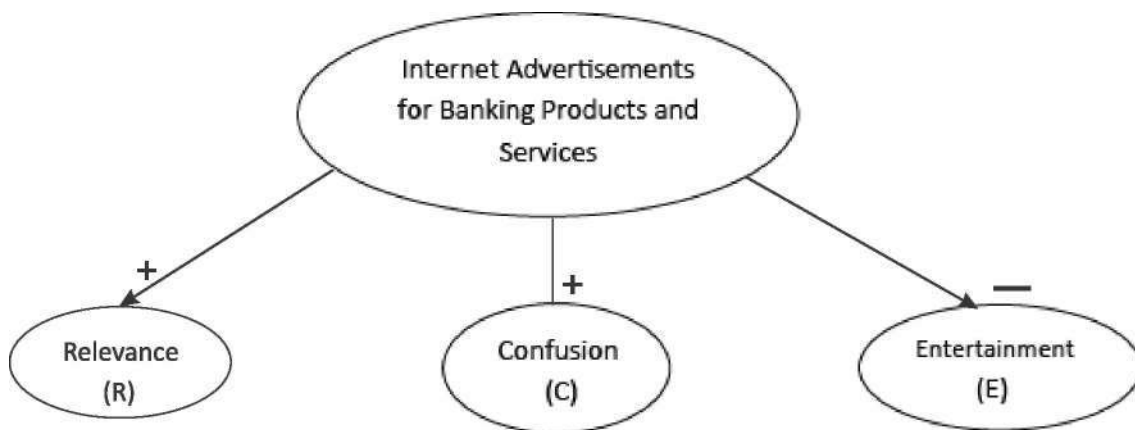 Internet Advertisements
for Banking Products and
Services
+
+
—
Relevance
(R)
Confusion
(C)
Entertainment
(E)